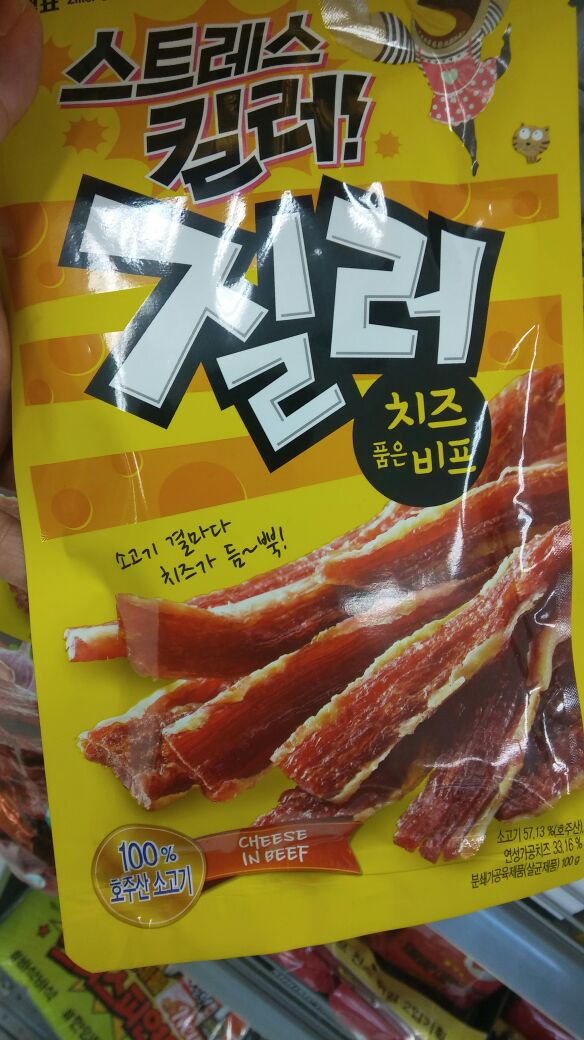 표
스트레스
킬러!
질러
치즈
품은 비프
소고기 결마다
치즈가 듬~뿍!
100%
호주산 소고기
CHEESE
IN BEEF
소고기 57.13 %(호주산)
연성가공치즈 33.16 %
분쇄가공육제품(살균제품) 100 g